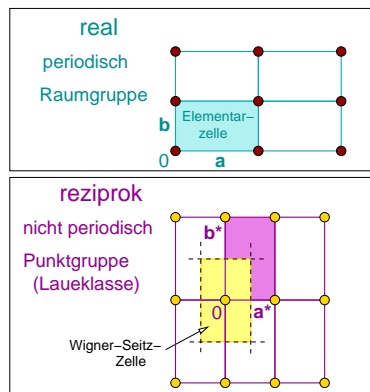 real
periodisch
Raumgruppe
Elementar–
zelle
b
0
a
reziprok
nicht periodisch
b*
Punktgruppe
(Laueklasse)
0
a*
Wigner–Seitz–
Zelle